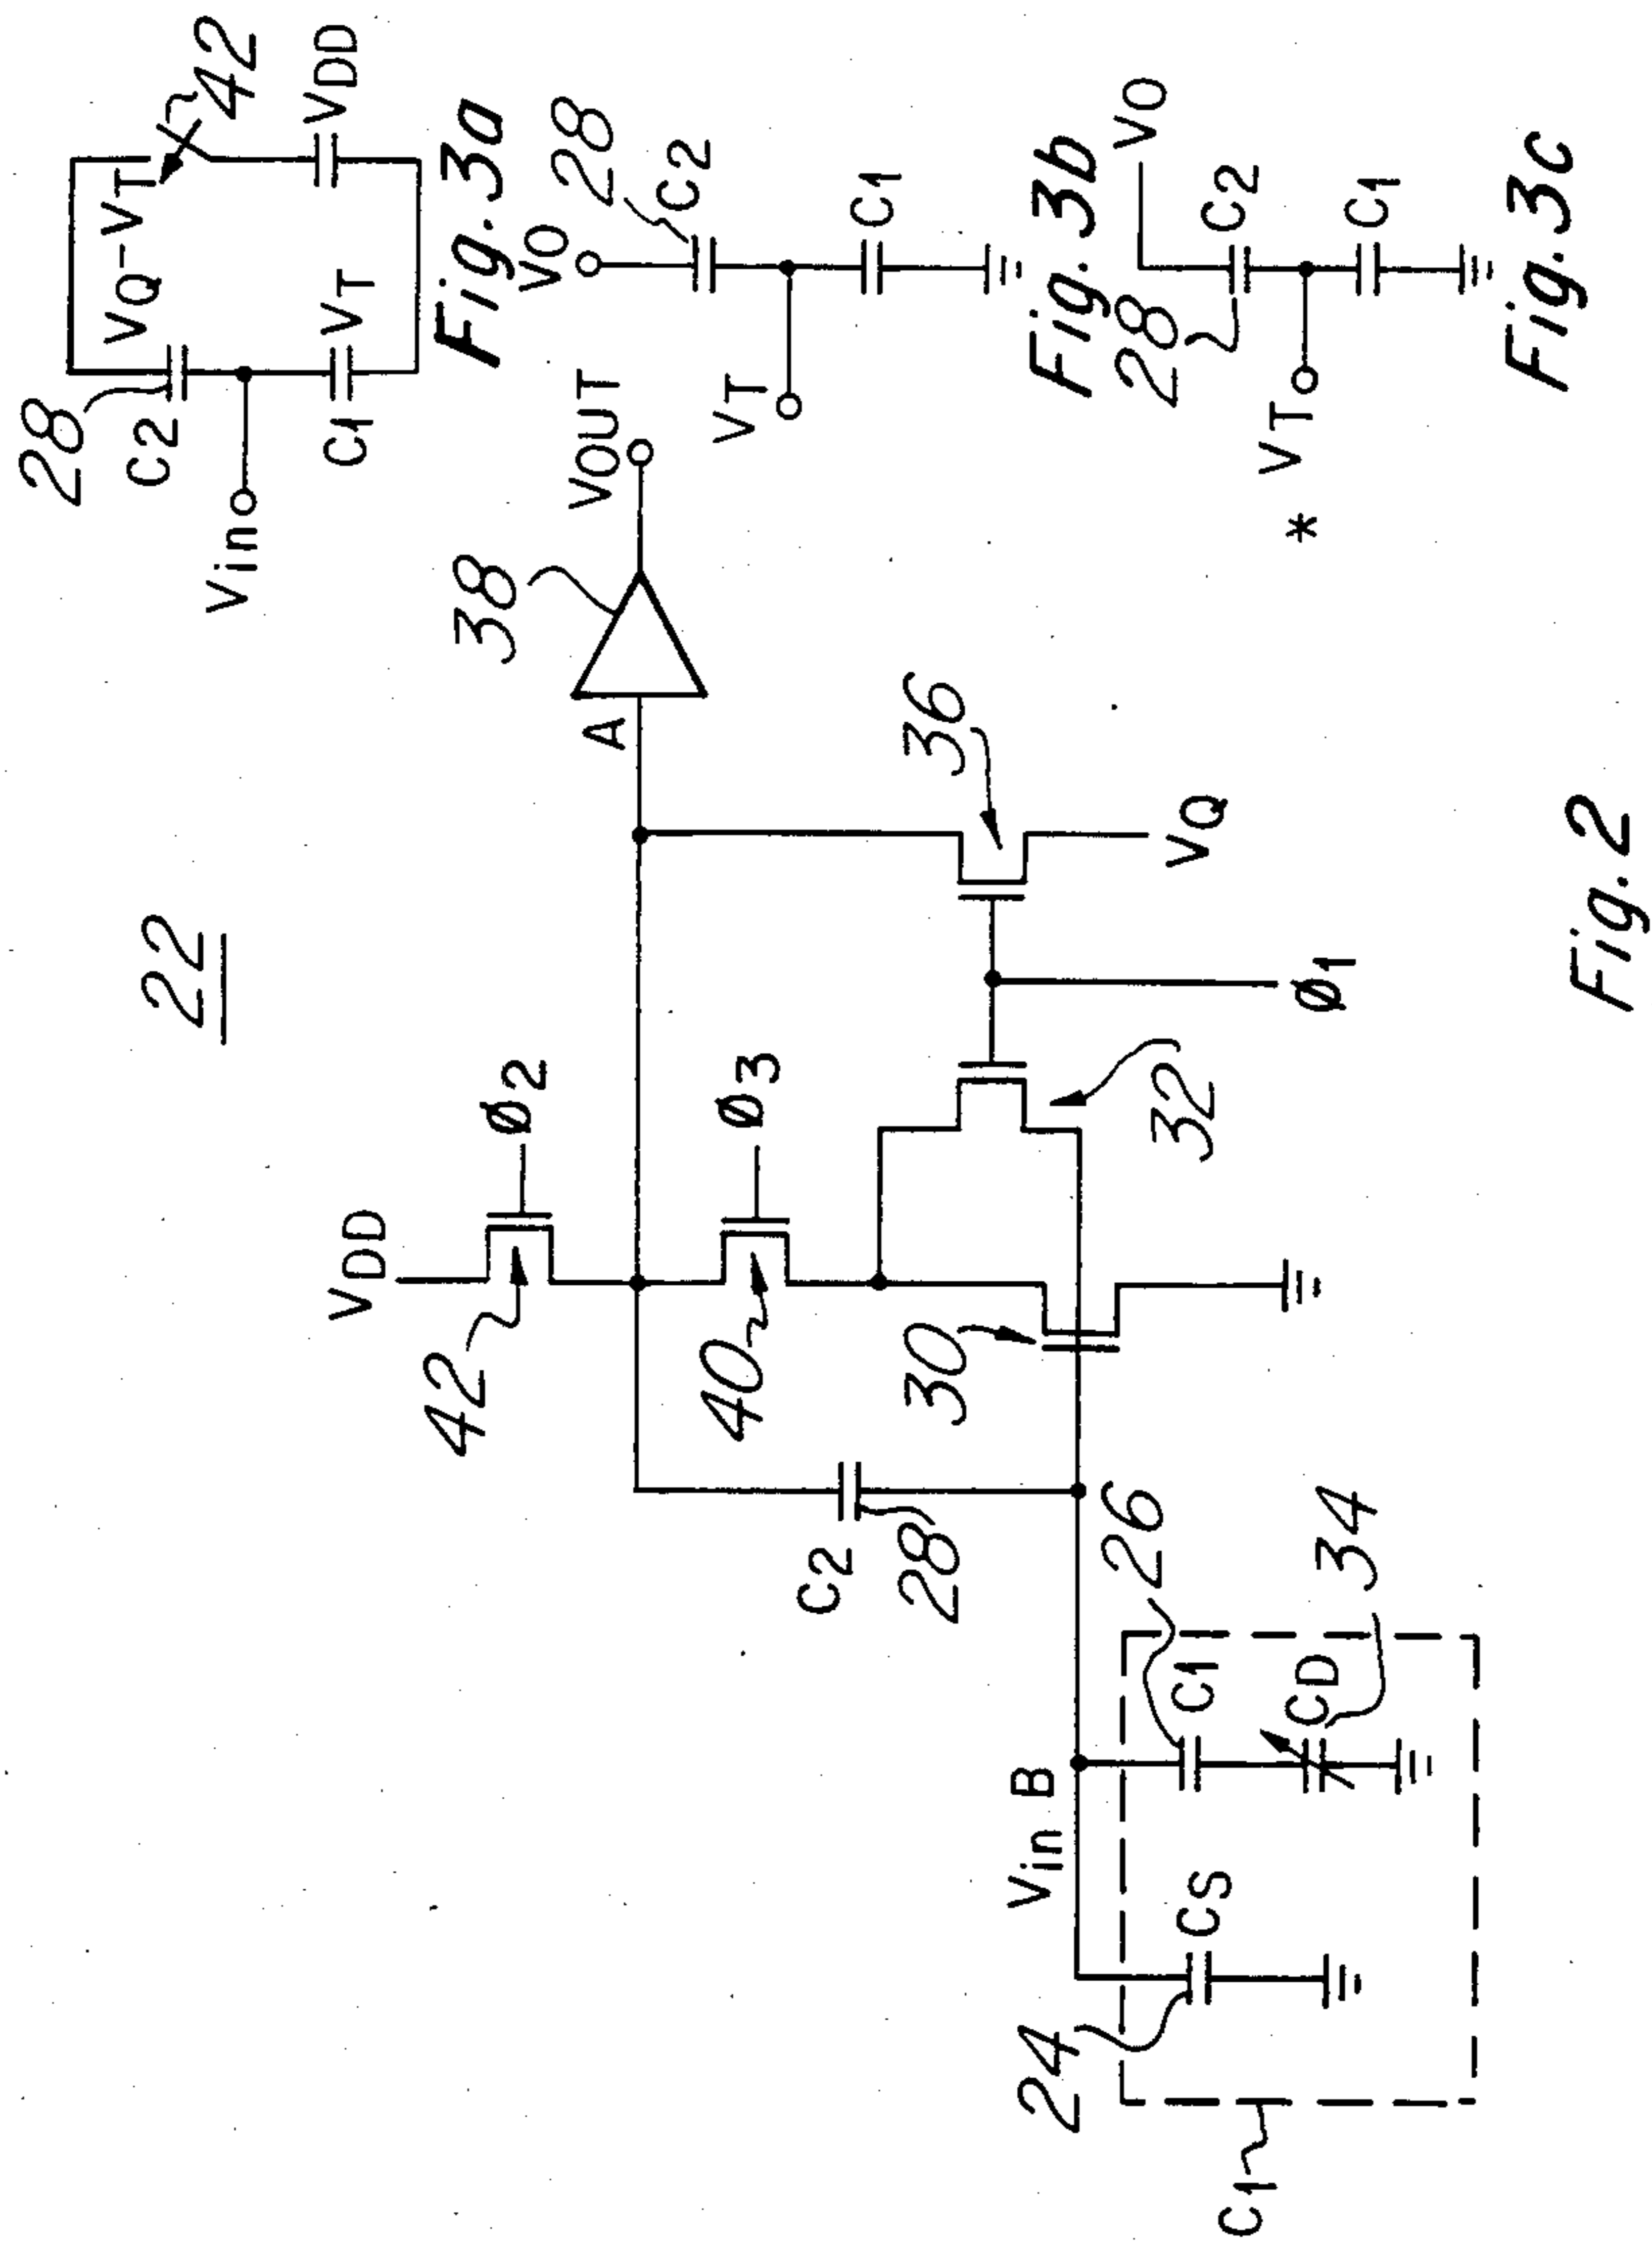 22
VDD
42
Ø2
40
Ø3
A
38
VOUT
C2
28
30
32
36
VQ
Ø1
Vin B
26
24
CS
C1
CD
34
C1
Fig. 2
28
C2
VQ-VT
42
Vin
C1
VT
VDD
Fig. 3a
VO
28
C2
VT
C1
Fig. 3b
VO
28
C2
VT
C1
*
Fig. 3c